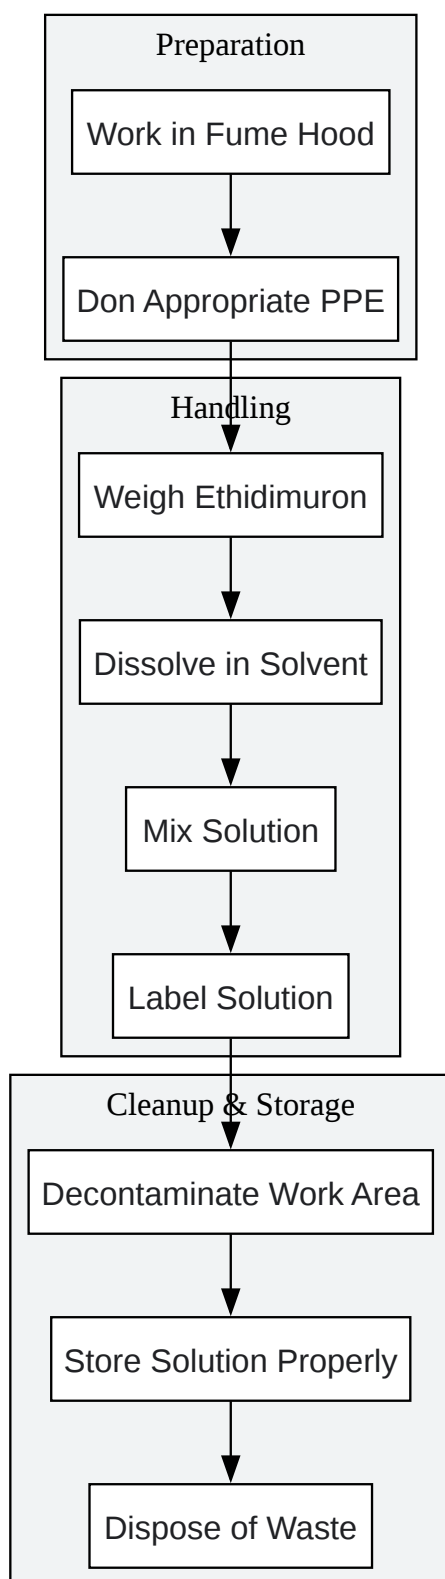 Preparation
Work in Fume Hood
Don Appropriate PPE
Handling
Weigh Ethidimuron
Dissolve in Solvent
Mix Solution
Label Solution
Cleanup & Storage
Decontaminate Work Area
Store Solution Properly
Dispose of Waste